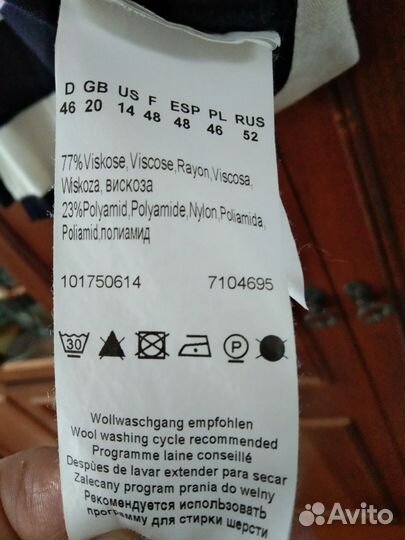 D GB US F ESP PL RUS
46 20 14 48 48 46 52
77%Viskose, Viscose, Rayon, Viscosa,
Wiskoza, вискоза
23%Polyamid, Polyamide, Nylon, Poliamida,
Poliamid, полиамид
101750614 7104695
30 P
Wollwaschgang empfohlen
Wool washing cycle recommended
Programme laine conseillé
Despùes de lavar extender para secar
Zalecany program prania do welny
Рекомендуется использовать
программу для стирки шерсти
Avito